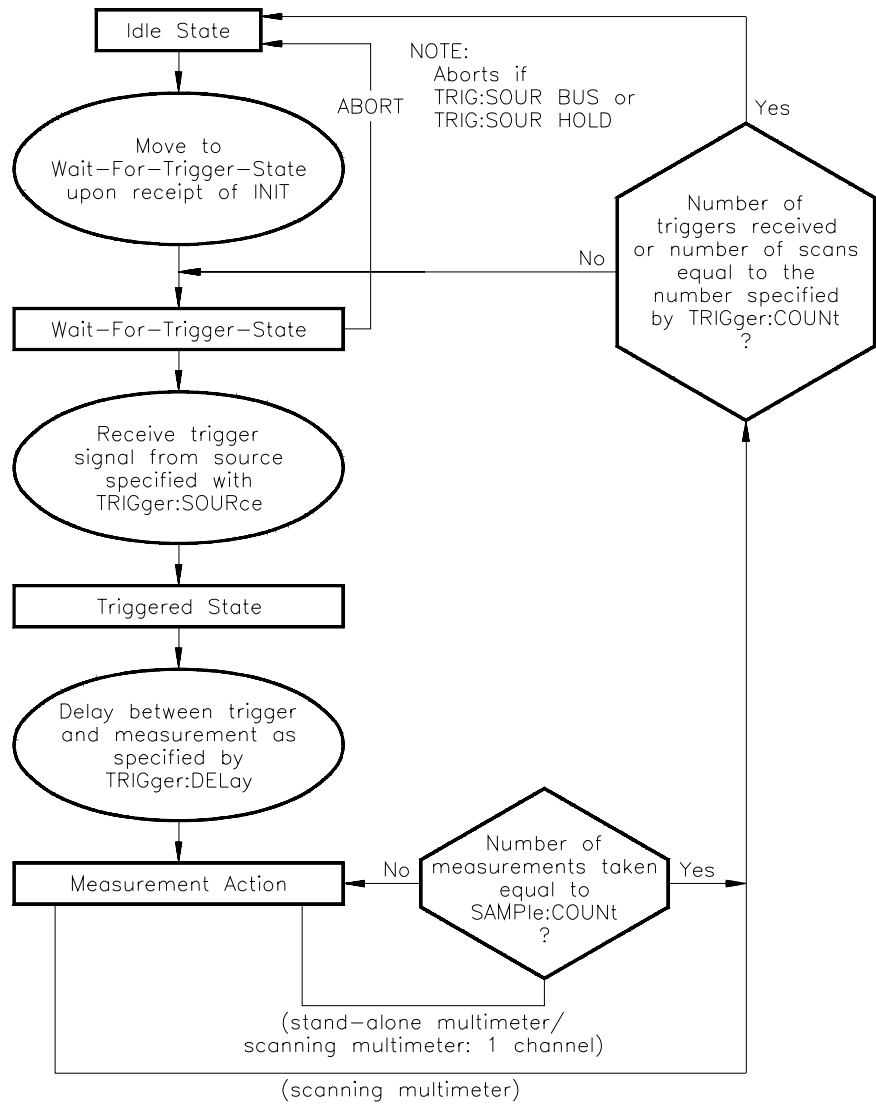 Idle State
NOTE:
Aborts if
TRIG:SOUR BUS or
TRIG:SOUR HOLD
ABORT
Yes
Move to
Wait-For-Trigger-State
upon receipt of INIT
Number of
triggers received
or number of scans
equal to the
number specified
by TRIGger:COUNt
?
No
Wait-For-Trigger-State
Receive trigger
signal from source
specified with
TRIGger:SOURce
Triggered State
Delay between trigger
and measurement as
specified by
TRIGger:DELay
Number of
measurements taken
equal to
SAMPle:COUNt
?
No
Yes
Measurement Action
(stand-alone multimeter/
scanning multimeter: 1 channel)
(scanning multimeter)